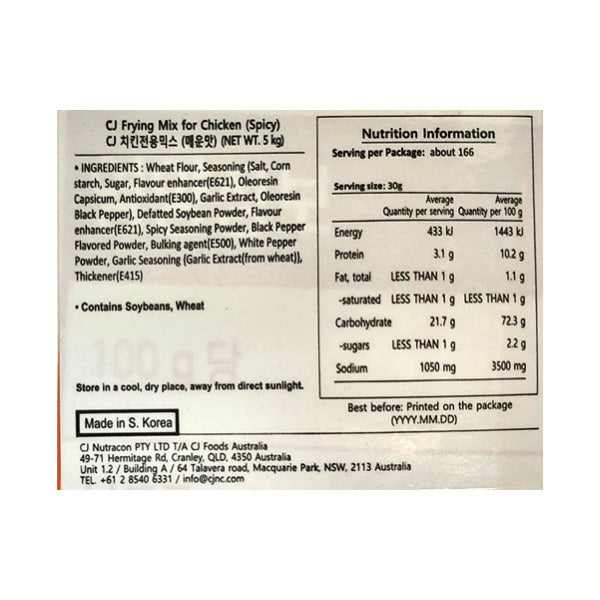 CJ Frying Mix for Chicken (Spicy)
CJ 치킨전용믹스 (매운맛) (NET WT. 5 kg)
• INGREDIENTS : Wheat Flour, Seasoning (Salt, Corn
starch, Sugar, Flavour enhancer(E621), Oleoresin
Capsicum, Antioxidant(E300), Garlic Extract, Oleoresin
Black Pepper), Defatted Soybean Powder, Flavour
enhancer(E621), Spicy Seasoning Powder, Black Pepper
Flavored Powder, Bulking agent(E500), White Pepper
Powder, Garlic Seasoning {Garlic Extract(from wheat)},
Thickener(E415)
• Contains Soybeans, Wheat
100 g 당
Store in a cool, dry place, away from direct sunlight.
Made in S. Korea
CJ Nutracon PTY LTD T/A CJ Foods Australia
49-71 Hermitage Rd, Cranley, QLD, 4350 Australia
Unit 1.2 / Building A / 64 Talavera road, Macquarie Park, NSW, 2113 Australia
TEL. +61 2 8540 6331 / info@cjnc.com
Nutrition Information
Serving per Package: about 166
Serving size: 30g
Average Average
Quantity per serving Quantity per 100 g
Energy 433 kJ 1443 kJ
Protein 3.1 g 10.2 g
Fat, total LESS THAN 1 g 1.1 g
-saturated LESS THAN 1 g LESS THAN 1 g
Carbohydrate 21.7 g 72.3 g
-sugars LESS THAN 1 g 2.2 g
Sodium 1050 mg 3500 mg
Best before: Printed on the package
(YYYY.MM.DD)